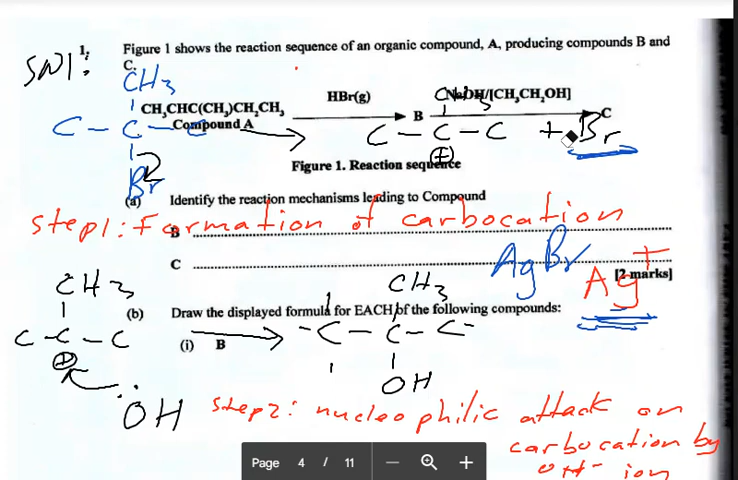 SN1:
1.
Figure 1 shows the reaction sequence of an organic compound, A, producing compounds B and
C.
CH3
CH₃CHC(CH₃)CH₂CH₃
HBr(g)
/[CH₃CH₂OH]
C - C - C
Compound A
B
C
C - C - C + Br
(+)
Br
Figure 1. Reaction sequence
(a) Identify the reaction mechanisms leading to Compound
Step1: Formation of carbocation
B
C
AgBr
Ag+
[2 marks]
CH3
CH3
(b) Draw the displayed formula for EACH of the following compounds:
C - C - C
(+)
(i) B
- C - C - C -
OH
OH
Step2: nucleophilic attack on
carbocation by
OH- ion
Page 4 / 11